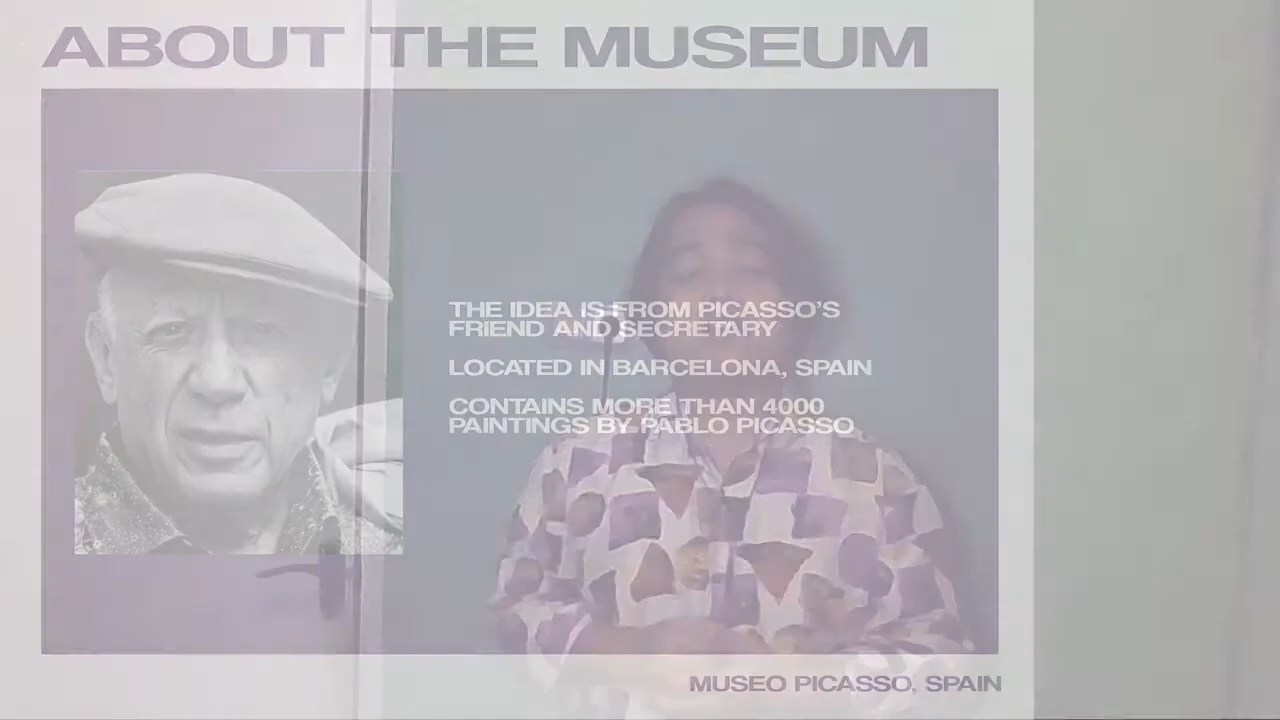 ABOUT THE MUSEUM
THE IDEA IS FROM PICASSO'S
FRIEND AND SECRETARY
LOCATED IN BARCELONA, SPAIN
CONTAINS MORE THAN 4000
PAINTINGS BY PABLO PICASSO
MUSEO PICASSO, SPAIN